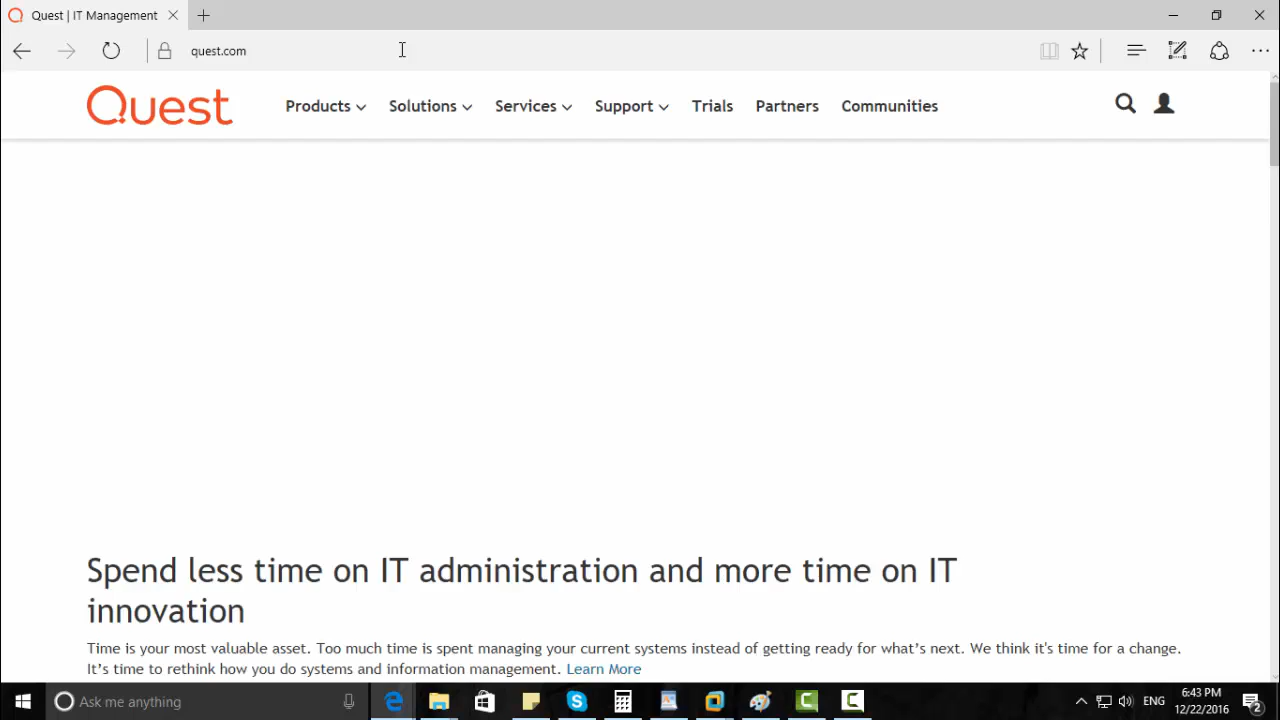 Quest | IT Management
quest.com
Quest
Products Solutions Services Support Trials Partners Communities
Spend less time on IT administration and more time on IT
innovation
Time is your most valuable asset. Too much time is spent managing your current systems instead of getting ready for what's next. We think it's time for a change.
It's time to rethink how you do systems and information management. Learn More
Ask me anything
ENG
6:43 PM
12/22/2016
2